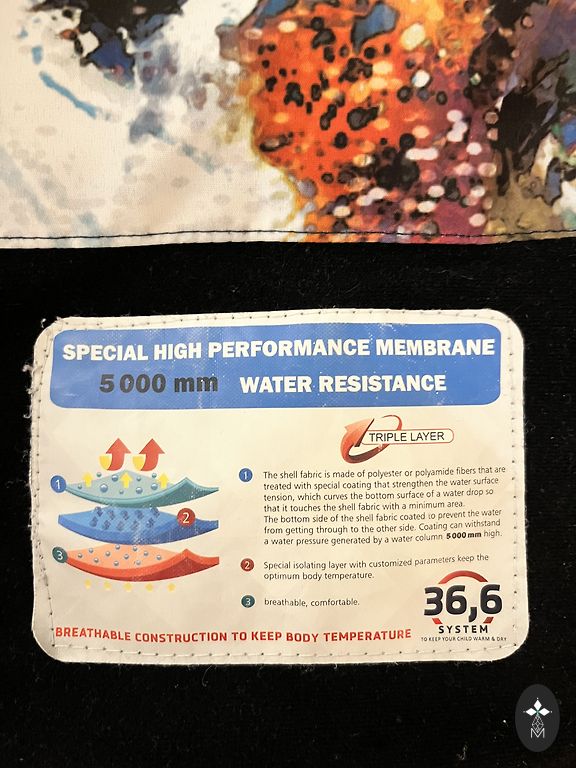 SPECIAL HIGH PERFORMANCE MEMBRANE
5 000 mm WATER RESISTANCE
TRIPLE LAYER
1
2
3
1 The shell fabric is made of polyester or polyamide fibers that are
treated with special coating that strengthen the water surface
tension, which curves the bottom surface of a water drop so
that it touches the shell fabric with a minimum area.
The bottom side of the shell fabric coated to prevent the water
from getting through to the other side. Coating can withstand
a water pressure generated by a water column 5 000 mm high.
2 Special isolating layer with customized parameters keep the
optimum body temperature.
3 breathable, comfortable.
36,6
SYSTEM
TO KEEP YOUR CHILD WARM & DRY
BREATHABLE CONSTRUCTION TO KEEP BODY TEMPERATURE
M